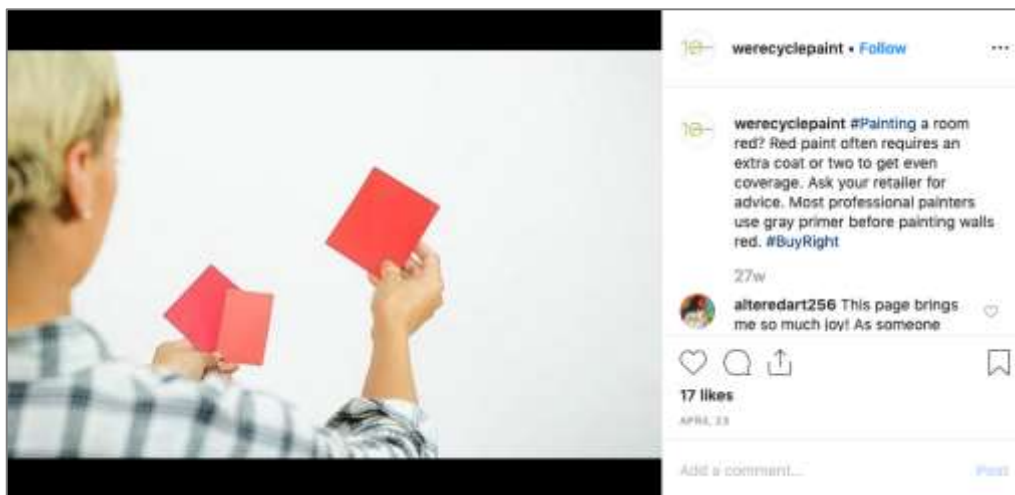 werecyclepaint • Follow
werecyclepaint #Painting a room
red? Red paint often requires an
extra coat or two to get even
coverage. Ask your retailer for
advice. Most professional painters
use gray primer before painting walls
red. #BuyRight
27w
alteredart256 This page brings
me so much joy! As someone
17 likes
APRIL 23
Add a comment... Post